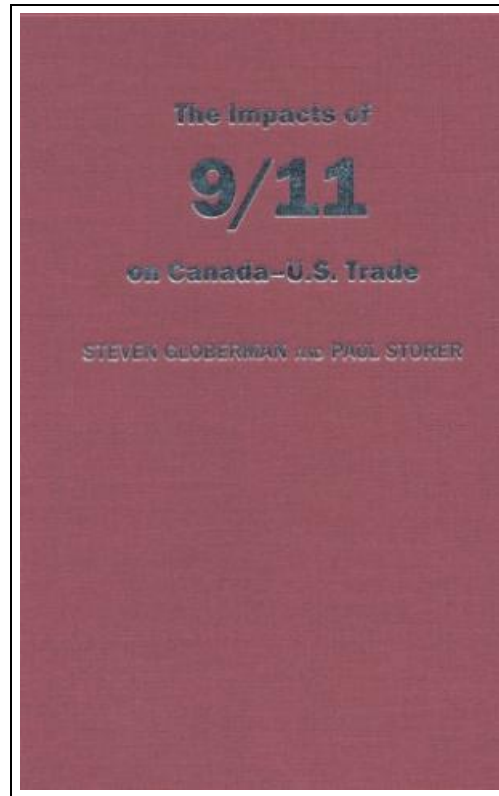 The Impacts of
9/11
on Canada–U.S. Trade
STEVEN GLOBERMAN AND PAUL STORER